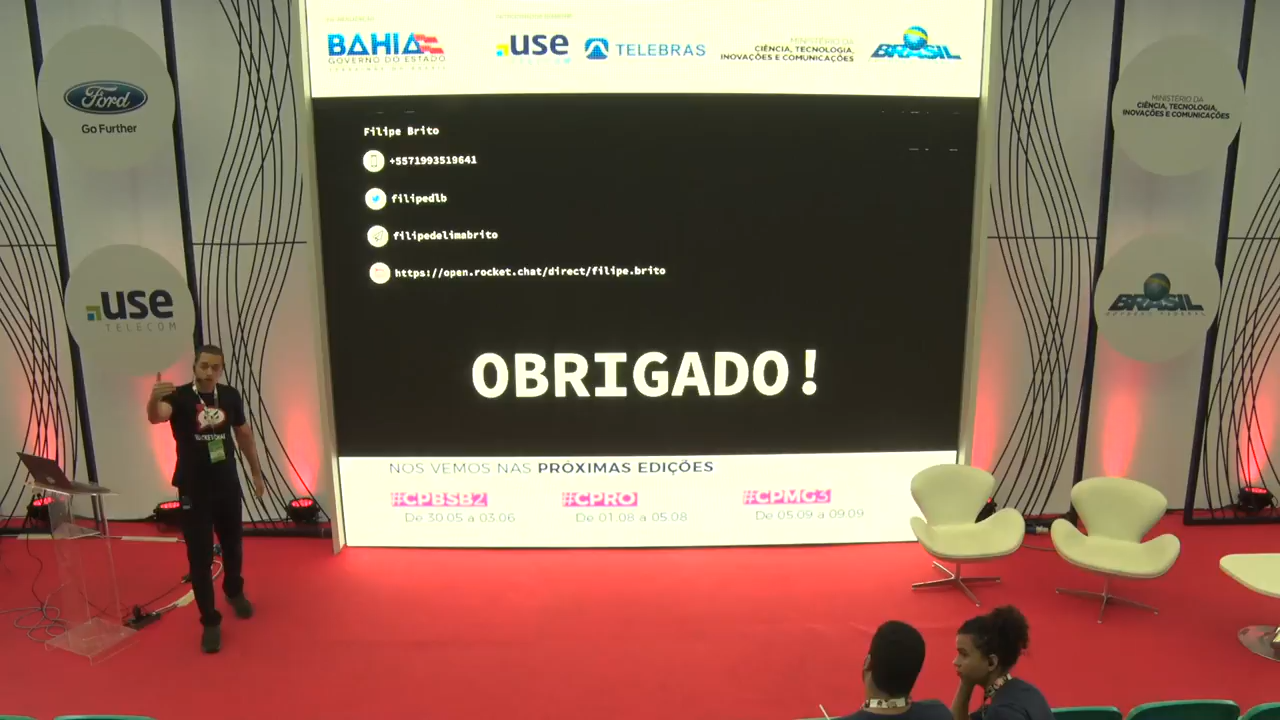 BAHIA
GOVERNO DO ESTADO
use
TELECOM
TELEBRAS
MINISTÉRIO DA
CIÊNCIA, TECNOLOGIA,
INOVAÇÕES E COMUNICAÇÕES
BRASIL
Ford
Go Further
use
TELECOM
Filipe Brito
+5571993519641
filipedlb
filipedelimabrito
https://open.rocket.chat/direct/filipe.brito
OBRIGADO!
NOS VEMOS NAS PRÓXIMAS EDIÇÕES
#CPBSB2
De 30.05 a 03.06
#CPRO
De 01.08 a 05.08
#CPMG3
De 05.09 a 09.09
MINISTÉRIO DA
CIÊNCIA, TECNOLOGIA,
INOVAÇÕES E COMUNICAÇÕES
BRASIL